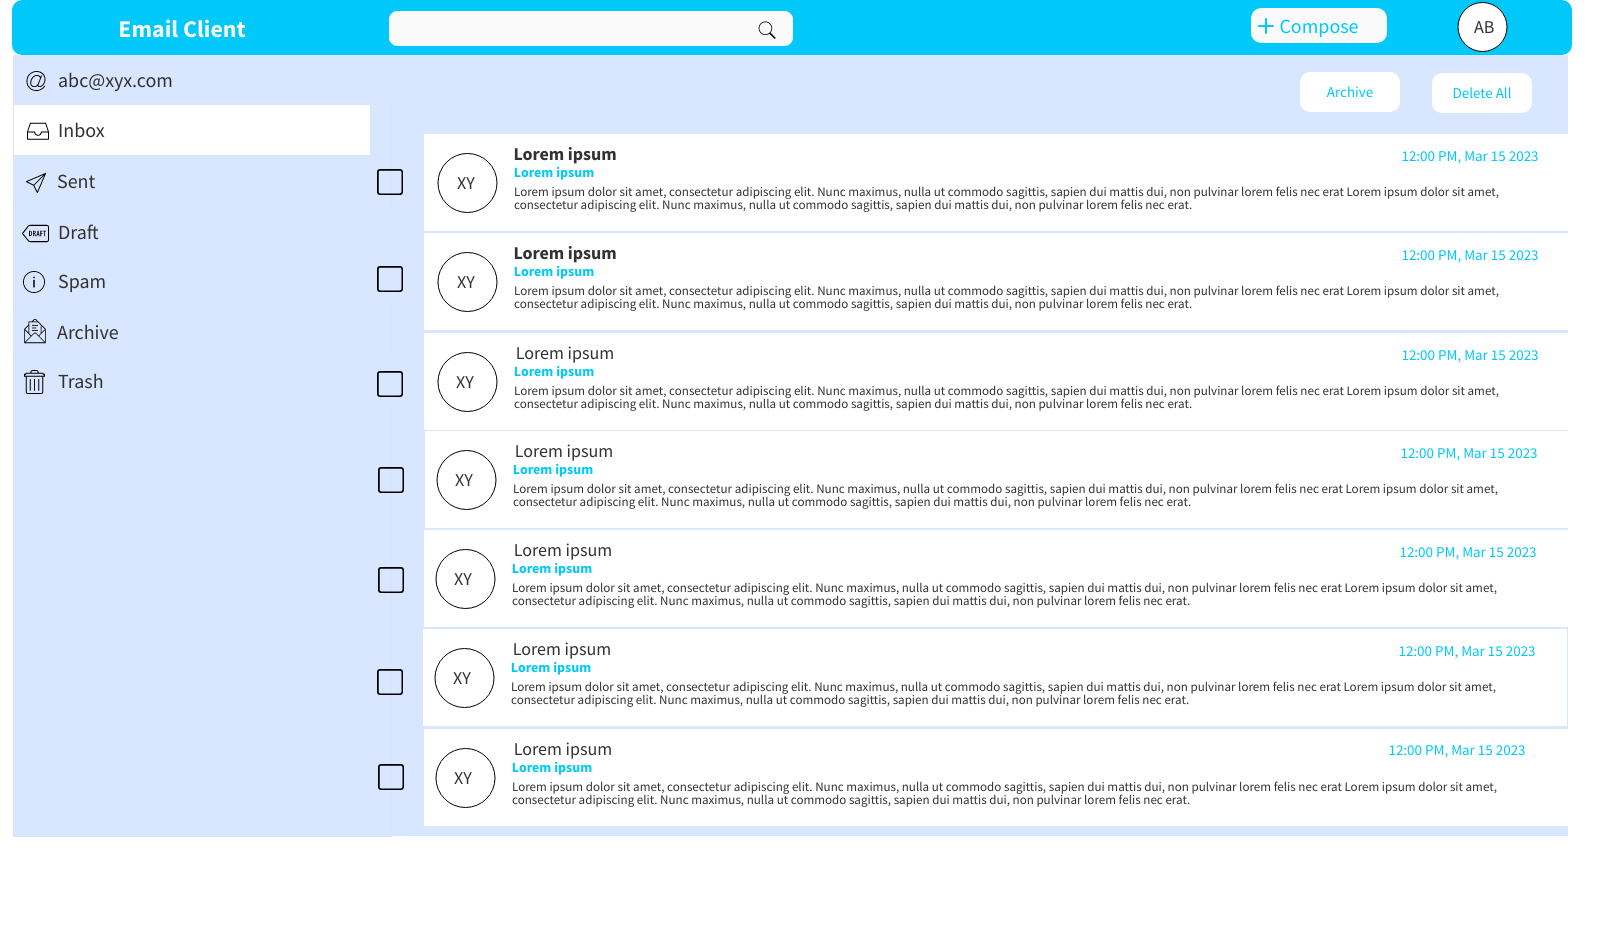 Email Client
+ Compose
AB
@ abc@xyx.com
Inbox
Sent
DRAFT Draft
Spam
Archive
Trash
Archive
Delete All
XY
Lorem ipsum
12:00 PM, Mar 15 2023
Lorem ipsum
Lorem ipsum dolor sit amet, consectetur adipiscing elit. Nunc maximus, nulla ut commodo sagittis, sapien dui mattis dui, non pulvinar lorem felis nec erat Lorem ipsum dolor sit amet,
consectetur adipiscing elit. Nunc maximus, nulla ut commodo sagittis, sapien dui mattis dui, non pulvinar lorem felis nec erat.
XY
Lorem ipsum
12:00 PM, Mar 15 2023
Lorem ipsum
Lorem ipsum dolor sit amet, consectetur adipiscing elit. Nunc maximus, nulla ut commodo sagittis, sapien dui mattis dui, non pulvinar lorem felis nec erat Lorem ipsum dolor sit amet,
consectetur adipiscing elit. Nunc maximus, nulla ut commodo sagittis, sapien dui mattis dui, non pulvinar lorem felis nec erat.
XY
Lorem ipsum
12:00 PM, Mar 15 2023
Lorem ipsum
Lorem ipsum dolor sit amet, consectetur adipiscing elit. Nunc maximus, nulla ut commodo sagittis, sapien dui mattis dui, non pulvinar lorem felis nec erat Lorem ipsum dolor sit amet,
consectetur adipiscing elit. Nunc maximus, nulla ut commodo sagittis, sapien dui mattis dui, non pulvinar lorem felis nec erat.
XY
Lorem ipsum
12:00 PM, Mar 15 2023
Lorem ipsum
Lorem ipsum dolor sit amet, consectetur adipiscing elit. Nunc maximus, nulla ut commodo sagittis, sapien dui mattis dui, non pulvinar lorem felis nec erat Lorem ipsum dolor sit amet,
consectetur adipiscing elit. Nunc maximus, nulla ut commodo sagittis, sapien dui mattis dui, non pulvinar lorem felis nec erat.
XY
Lorem ipsum
12:00 PM, Mar 15 2023
Lorem ipsum
Lorem ipsum dolor sit amet, consectetur adipiscing elit. Nunc maximus, nulla ut commodo sagittis, sapien dui mattis dui, non pulvinar lorem felis nec erat Lorem ipsum dolor sit amet,
consectetur adipiscing elit. Nunc maximus, nulla ut commodo sagittis, sapien dui mattis dui, non pulvinar lorem felis nec erat.
XY
Lorem ipsum
12:00 PM, Mar 15 2023
Lorem ipsum
Lorem ipsum dolor sit amet, consectetur adipiscing elit. Nunc maximus, nulla ut commodo sagittis, sapien dui mattis dui, non pulvinar lorem felis nec erat Lorem ipsum dolor sit amet,
consectetur adipiscing elit. Nunc maximus, nulla ut commodo sagittis, sapien dui mattis dui, non pulvinar lorem felis nec erat.
XY
Lorem ipsum
12:00 PM, Mar 15 2023
Lorem ipsum
Lorem ipsum dolor sit amet, consectetur adipiscing elit. Nunc maximus, nulla ut commodo sagittis, sapien dui mattis dui, non pulvinar lorem felis nec erat Lorem ipsum dolor sit amet,
consectetur adipiscing elit. Nunc maximus, nulla ut commodo sagittis, sapien dui mattis dui, non pulvinar lorem felis nec erat.